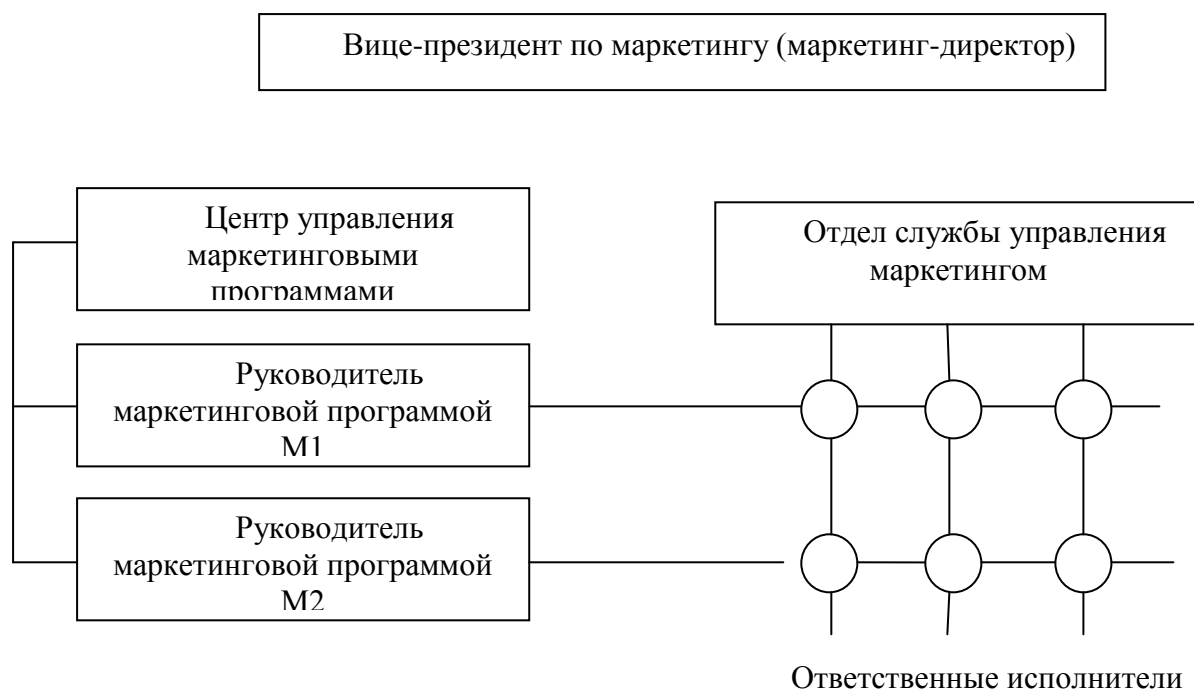 Вице-президент по маркетингу (маркетинг-директор)
Центр управления
маркетинговыми
программами
Отдел службы управления
маркетингом
Руководитель
маркетинговой программой
М1
Руководитель
маркетинговой программой
М2
Ответственные исполнители